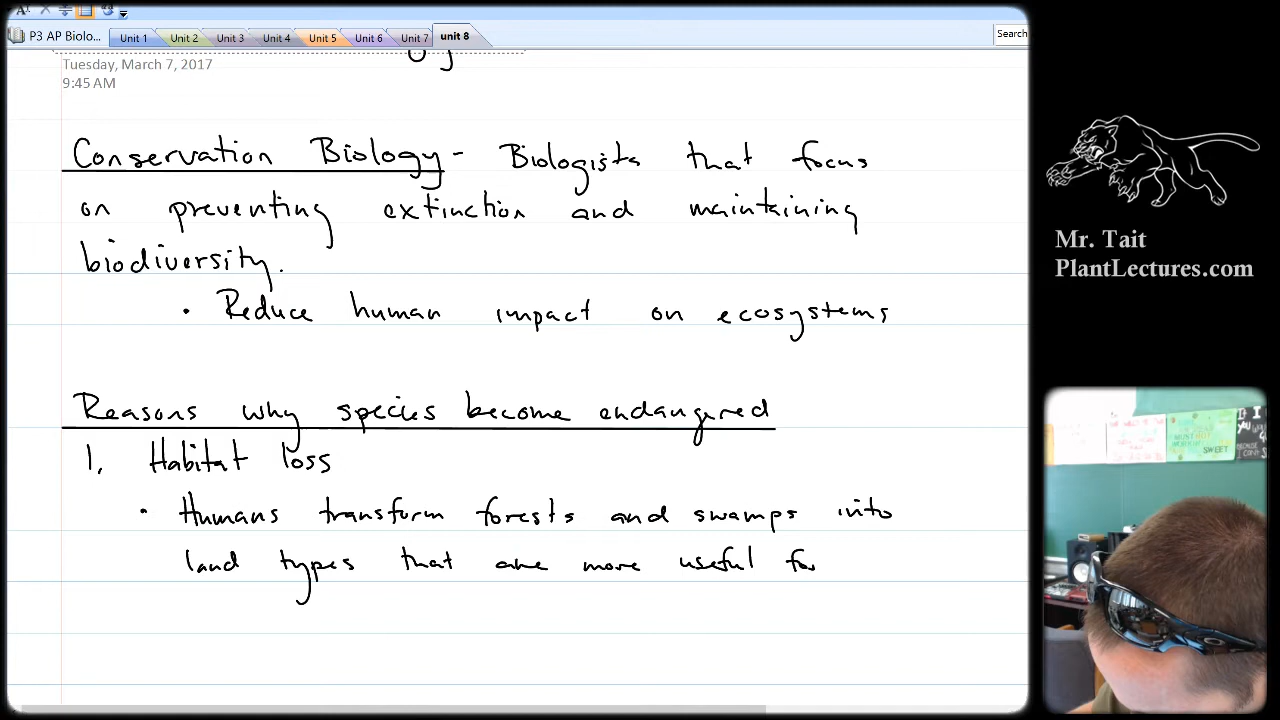 P3 AP Biolo...
Unit 1
Unit 2
Unit 3
Unit 4
Unit 5
Unit 6
Unit 7
unit 8
Search
Tuesday, March 7, 2017
9:45 AM
Conservation Biology - Biologists that focus
on preventing extinction and maintaining
biodiversity.
• Reduce human impact on ecosystems
Reasons why species become endangered
1. Habitat loss
• Humans transform forests and swamps into
land types that are more useful for
Mr. Tait
PlantLectures.com
SWEET